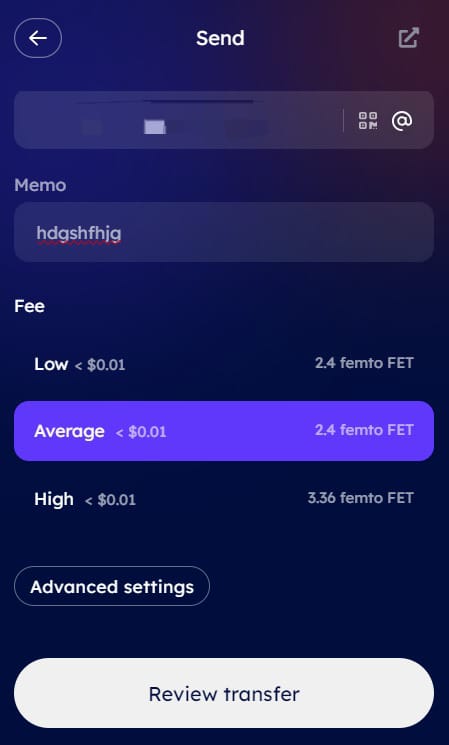 Send
Memo
hdgshfhjg
Fee
Low < $0.01 2.4 femto FET
Average < $0.01 2.4 femto FET
High < $0.01 3.36 femto FET
Advanced settings
Review transfer